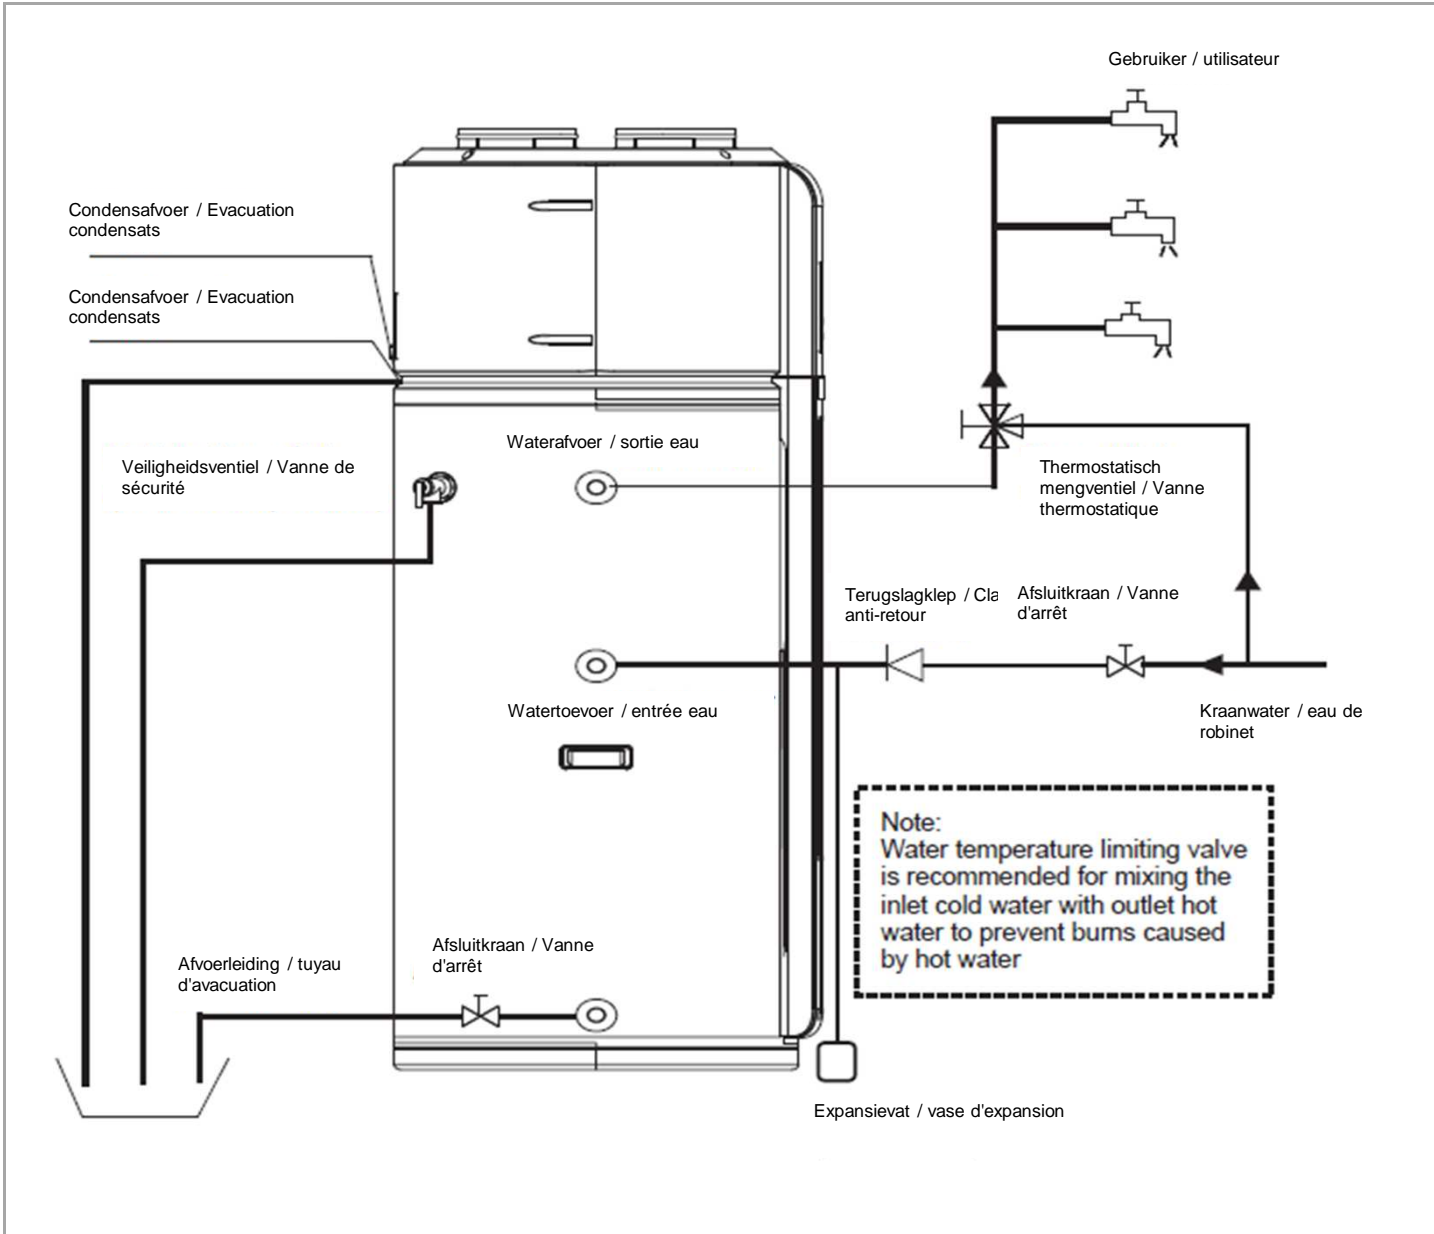 Gebruiker / utilisateur
Condensafvoer / Evacuation
condensats
Condensafvoer / Evacuation
condensats
Waterafvoer / sortie eau
Veiligheidsventiel / Vanne de
sécurité
Thermostatisch
mengventiel / Vanne
thermostatique
Terugslagklep / Cla
anti-retour
Afsluitkraan / Vanne
d'arrêt
Watertoevoer / entrée eau
Kraanwater / eau de
robinet
Note:
Water temperature limiting valve
is recommended for mixing the
inlet cold water with outlet hot
water to prevent burns caused
by hot water
Afsluitkraan / Vanne
d'arrêt
Afvoerleiding / tuyau
d'avacuation
Expansievat / vase d'expansion